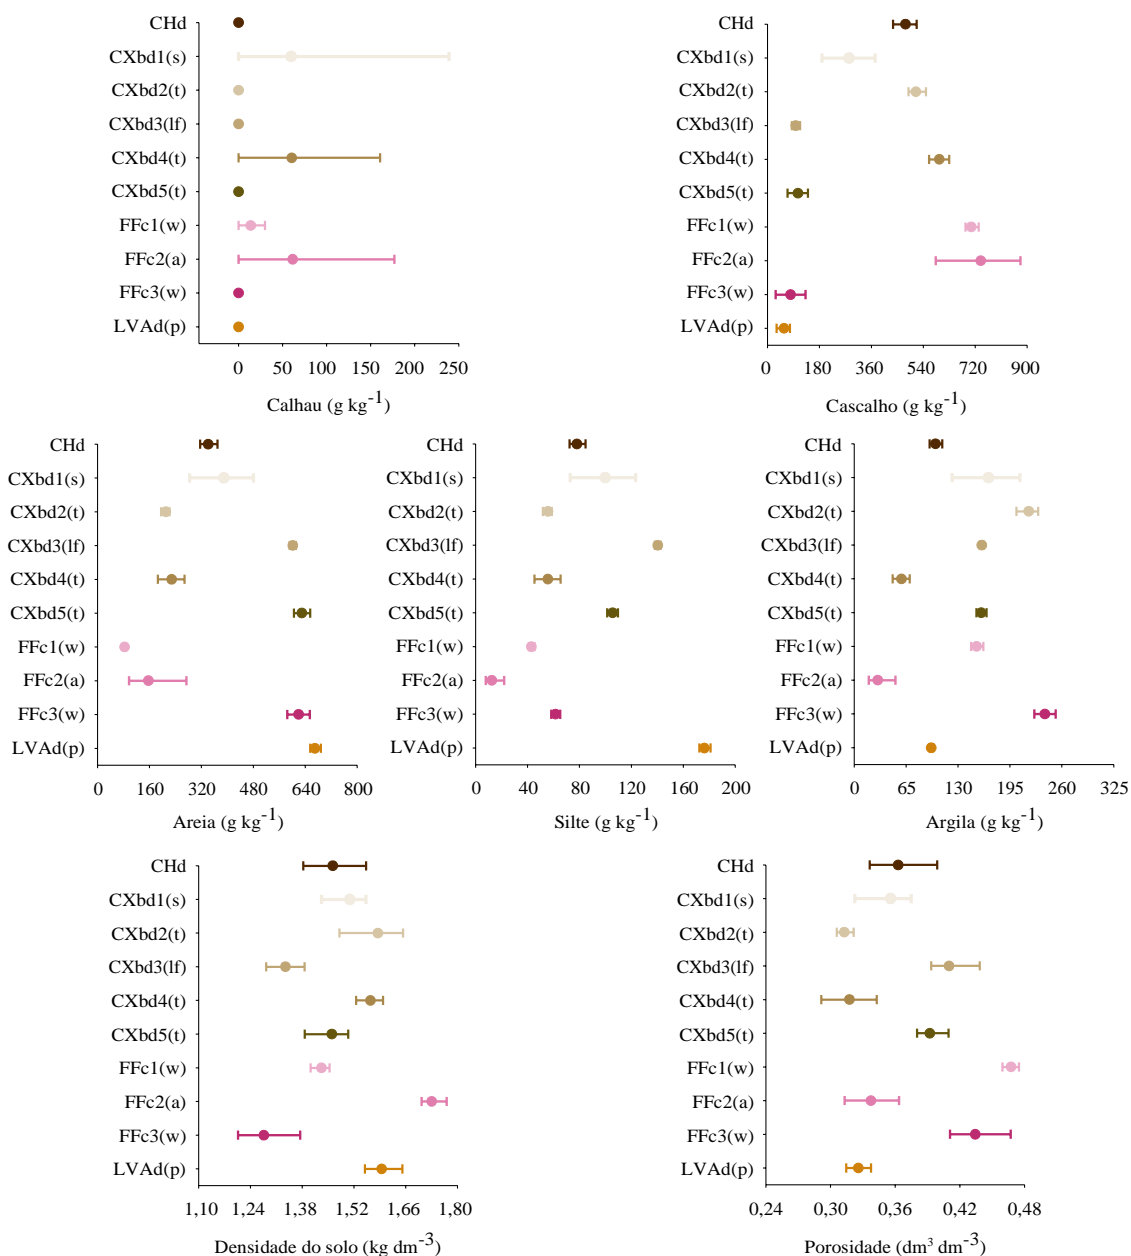 CHd
CXbd1(s)
CXbd2(t)
CXbd3(lf)
CXbd4(t)
CXbd5(t)
FFc1(w)
FFc2(a)
FFc3(w)
LVAd(p)
0 50 100 150 200 250
Calhau (g kg⁻¹)
CHd
CXbd1(s)
CXbd2(t)
CXbd3(lf)
CXbd4(t)
CXbd5(t)
FFc1(w)
FFc2(a)
FFc3(w)
LVAd(p)
0 180 360 540 720 900
Cascalho (g kg⁻¹)
CHd
CXbd1(s)
CXbd2(t)
CXbd3(lf)
CXbd4(t)
CXbd5(t)
FFc1(w)
FFc2(a)
FFc3(w)
LVAd(p)
0 160 320 480 640 800
Areia (g kg⁻¹)
CHd
CXbd1(s)
CXbd2(t)
CXbd3(lf)
CXbd4(t)
CXbd5(t)
FFc1(w)
FFc2(a)
FFc3(w)
LVAd(p)
0 40 80 120 160 200
Silte (g kg⁻¹)
CHd
CXbd1(s)
CXbd2(t)
CXbd3(lf)
CXbd4(t)
CXbd5(t)
FFc1(w)
FFc2(a)
FFc3(w)
LVAd(p)
0 65 130 195 260 325
Argila (g kg⁻¹)
CHd
CXbd1(s)
CXbd2(t)
CXbd3(lf)
CXbd4(t)
CXbd5(t)
FFc1(w)
FFc2(a)
FFc3(w)
LVAd(p)
1,10 1,24 1,38 1,52 1,66 1,80
Densidade do solo (kg dm⁻³)
CHd
CXbd1(s)
CXbd2(t)
CXbd3(lf)
CXbd4(t)
CXbd5(t)
FFc1(w)
FFc2(a)
FFc3(w)
LVAd(p)
0,24 0,30 0,36 0,42 0,48
Porosidade (dm³ dm⁻³)